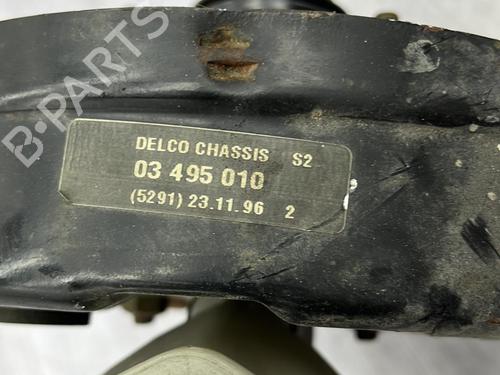 B-PARTS
DELCO CHASSIS S2
03 495 010
(5291) 23.11.96 2